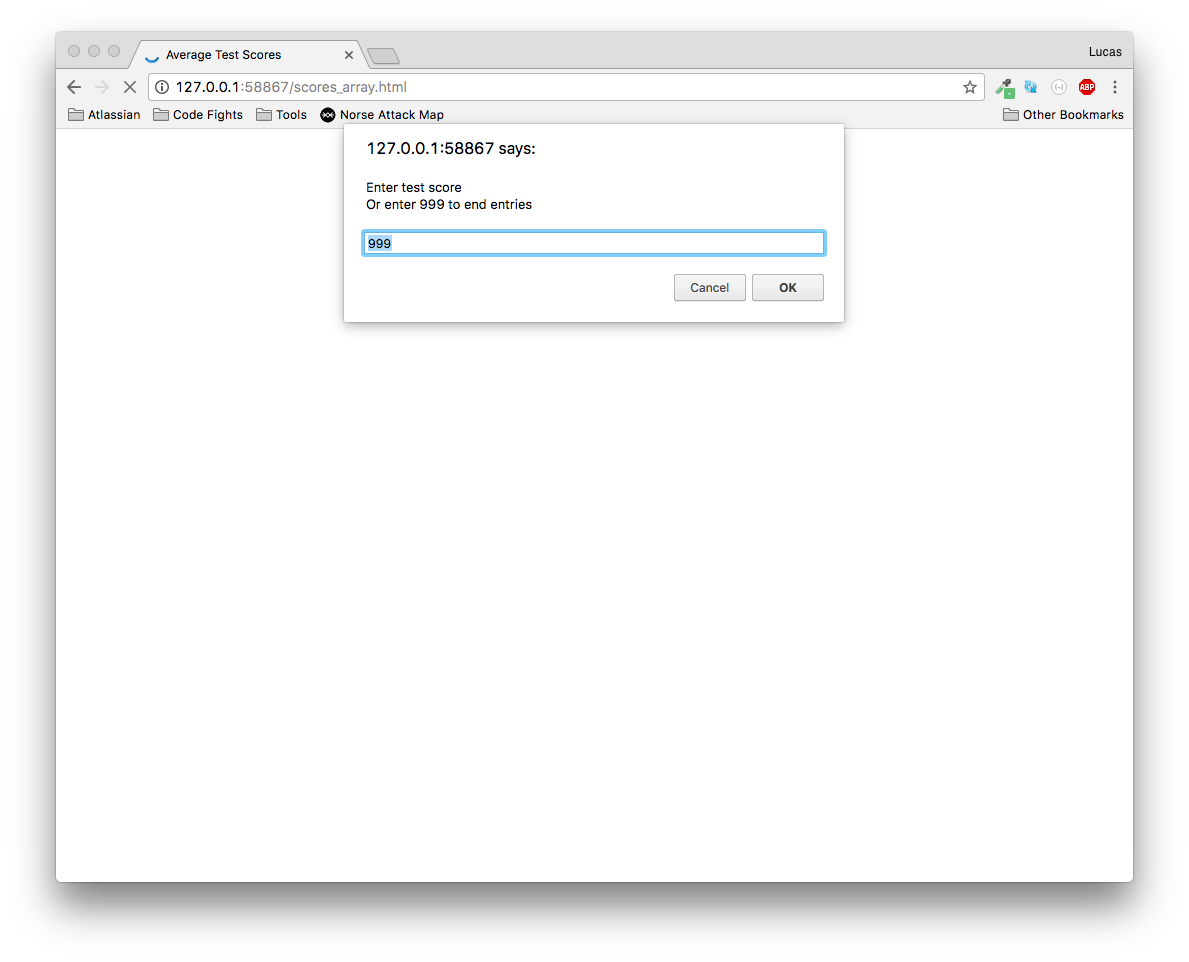 Average Test Scores
Lucas
127.0.0.1:58867/scores_array.html
ABP
Atlassian Code Fights Tools Norse Attack Map Other Bookmarks
127.0.0.1:58867 says:
Enter test score
Or enter 999 to end entries
999
Cancel OK